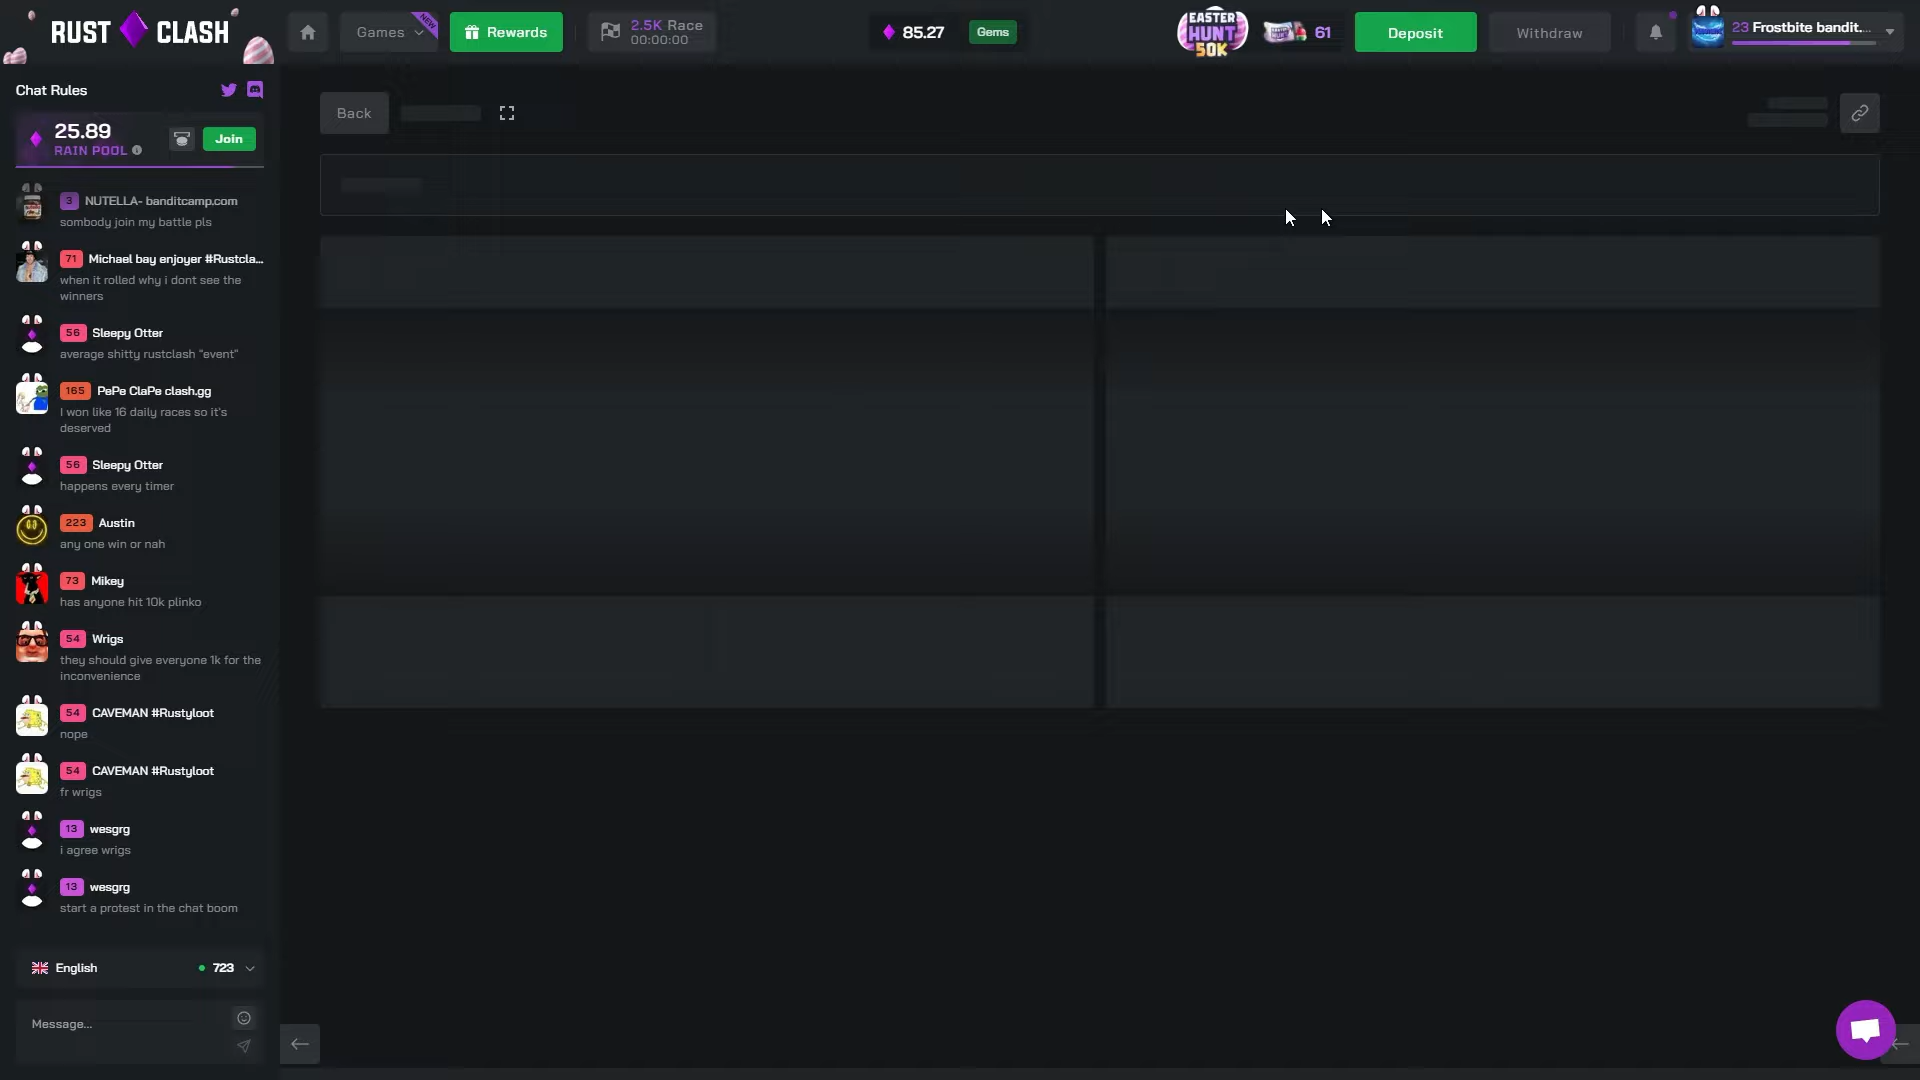 RUST CLASH
Games
NEW
Rewards
2.5K Race
00:00:00
85.27
Gems
EASTER
HUNT
50K
61
Deposit
Withdraw
23 Frostbite bandit...
Chat Rules
25.89
RAIN POOL
Join
Back
3 NUTELLA- banditcamp.com
sombody join my battle pls
71 Michael bay enjoyer #Rustcla...
when it rolled why i dont see the
winners
56 Sleepy Otter
average shitty rustclash "event"
165 PePe ClaPe clash.gg
I won like 16 daily races so it's
deserved
56 Sleepy Otter
happens every timer
223 Austin
any one win or nah
73 Mikey
has anyone hit 10k plinko
54 Wrigs
they should give everyone 1k for the
inconvenience
54 CAVEMAN #Rustyloot
nope
54 CAVEMAN #Rustyloot
fr wrigs
13 wesgrg
i agree wrigs
13 wesgrg
start a protest in the chat boom
English
723
Message...